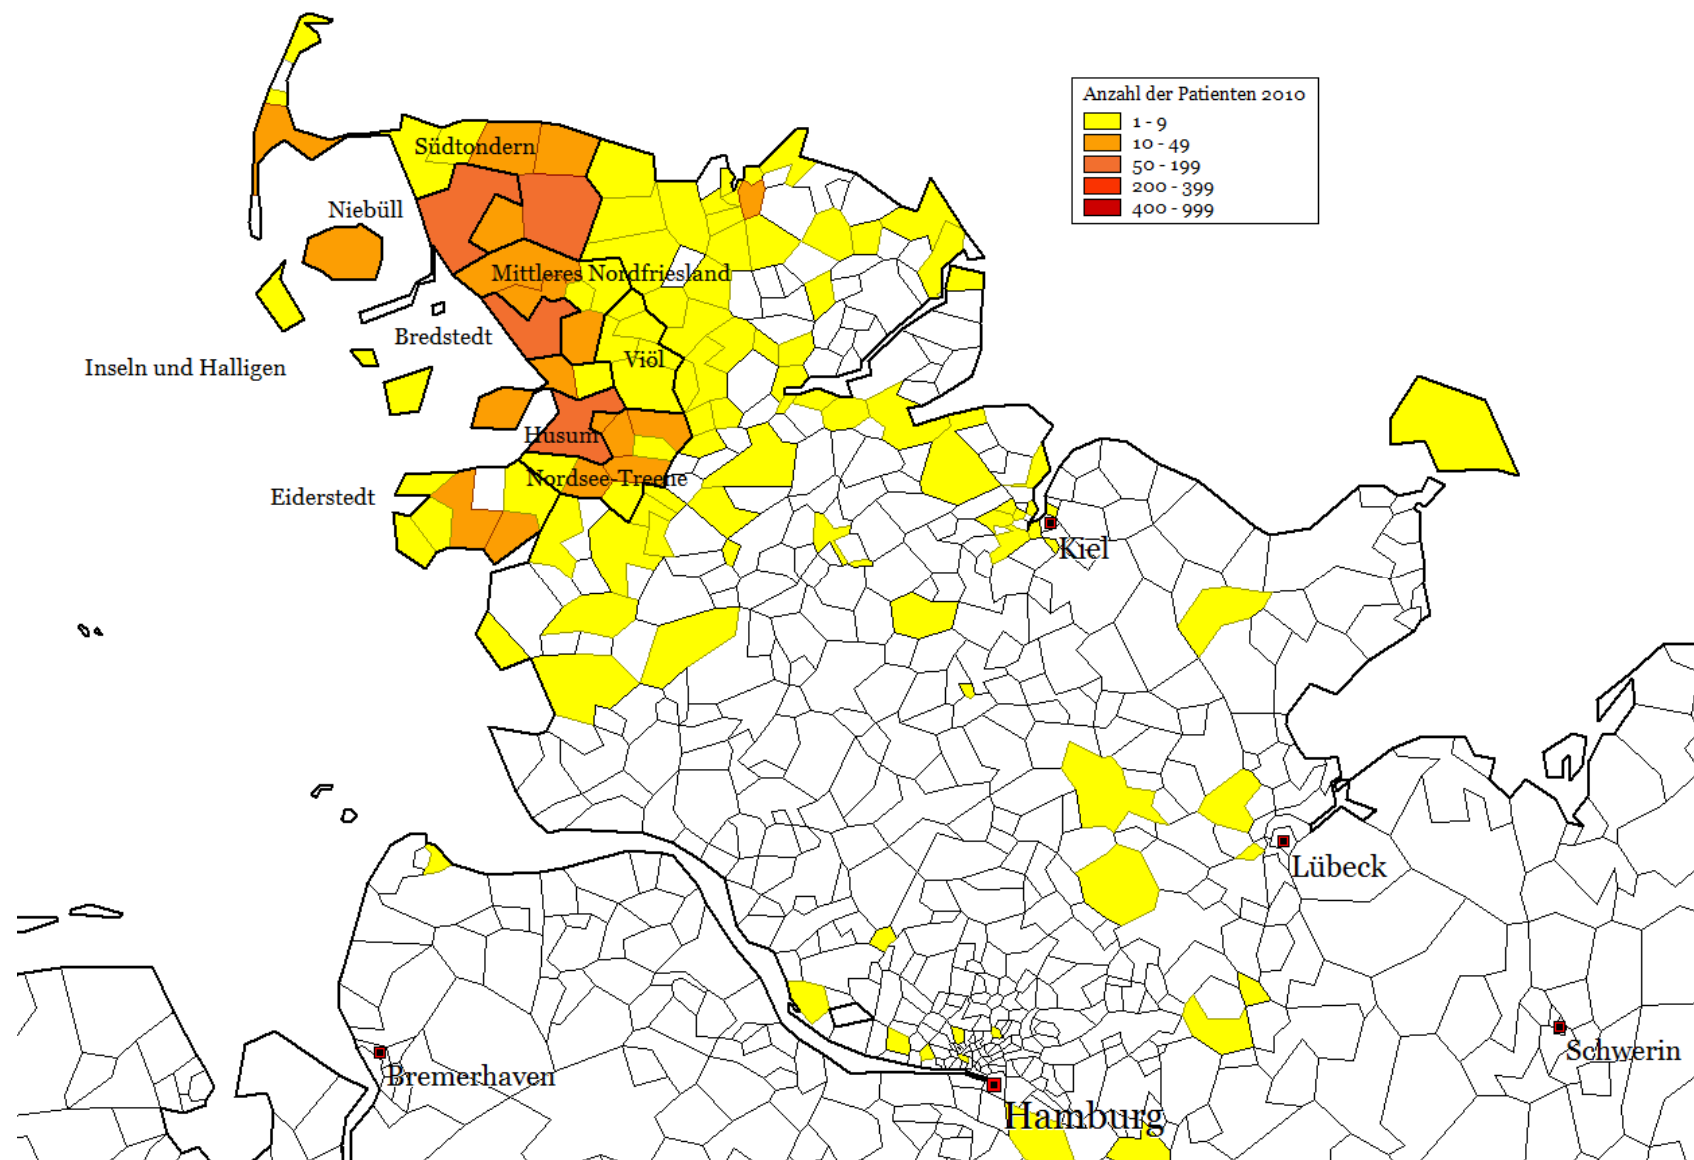 Anzahl der Patienten 2010
1 - 9
10 - 49
50 - 199
200 - 399
400 - 999
Südtondern
Niebüll
Mittleres Nordfriesland
Bredstedt
Viöl
Inseln und Halligen
Husum
Nordsee-Treene
Eiderstedt
Kiel
Lübeck
Schwerin
Bremerhaven
Hamburg